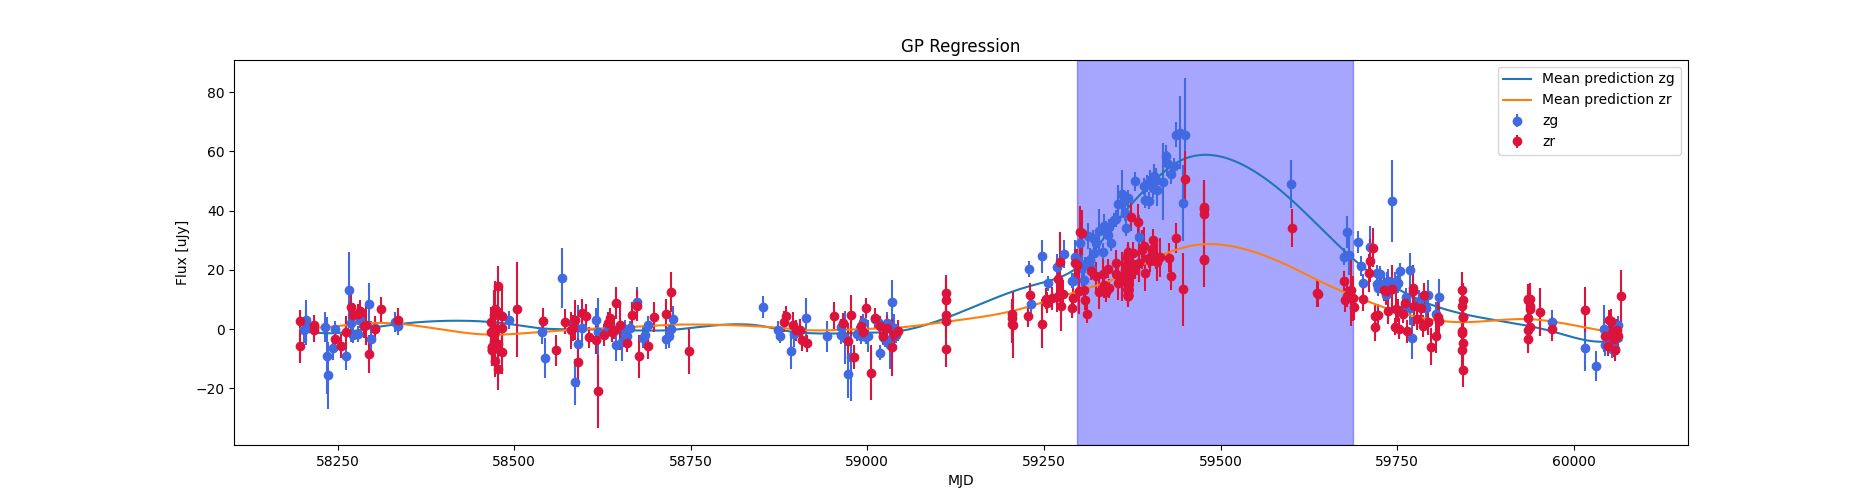 GP Regression
Flux [uJy]
80
60
40
20
0
−20
58250 58500 58750 59000 59250 59500 59750 60000
MJD
Mean prediction zg
Mean prediction zr
zg
zr